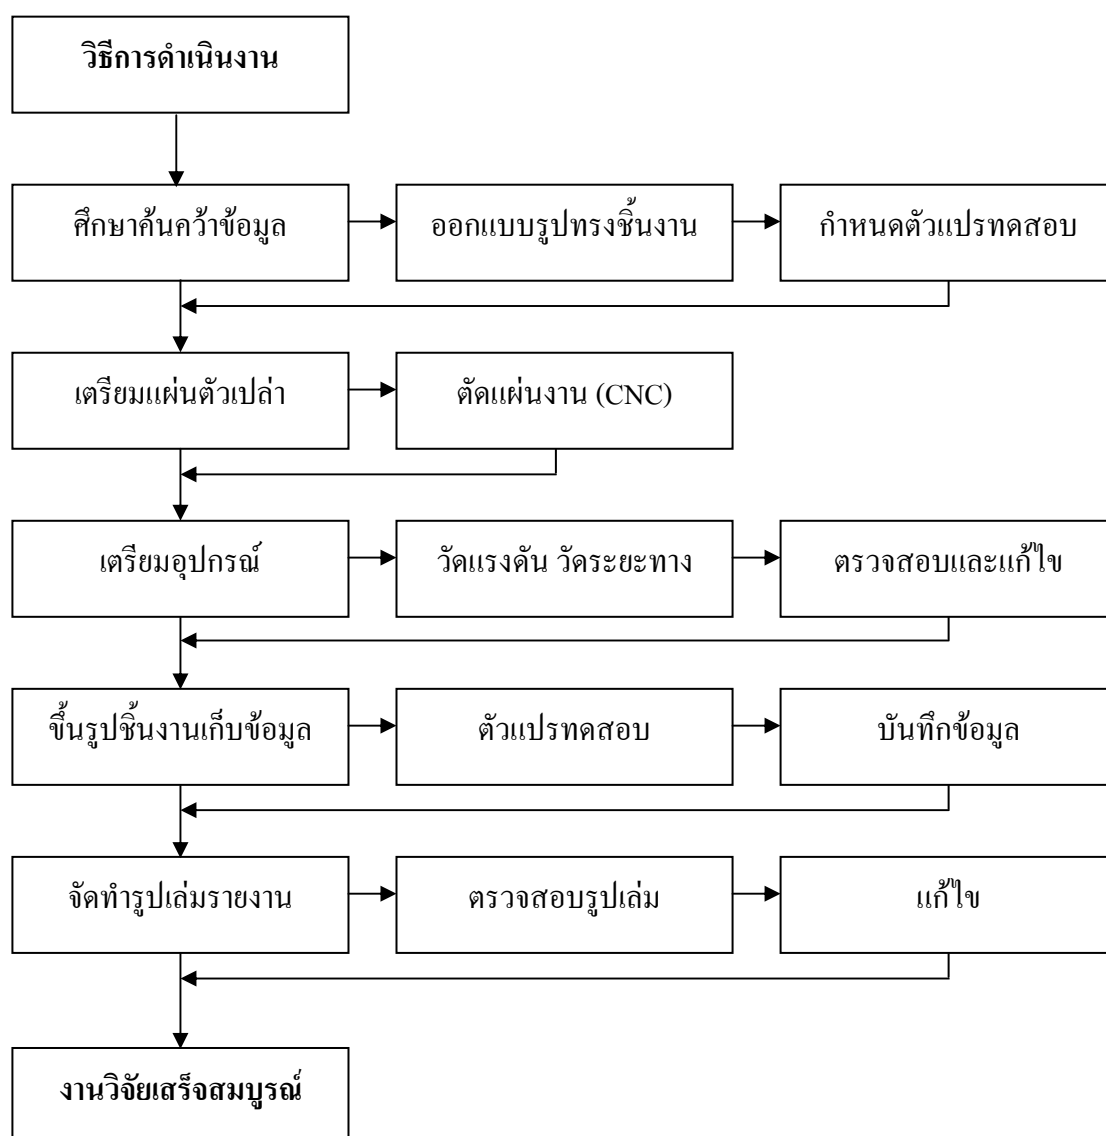 วิธีการดำเนินงาน
ศึกษาค้นคว้าข้อมูล
ออกแบบรูปทรงชิ้นงาน
กำหนดตัวแปรทดสอบ
เตรียมแผ่นตัวเปล่า
ตัดแผ่นงาน (CNC)
เตรียมอุปกรณ์
วัดแรงดัน วัดระยะทาง
ตรวจสอบและแก้ไข
ขึ้นรูปชิ้นงานเก็บข้อมูล
ตัวแปรทดสอบ
บันทึกข้อมูล
จัดทำรูปเล่มรายงาน
ตรวจสอบรูปเล่ม
แก้ไข
งานวิจัยเสร็จสมบูรณ์